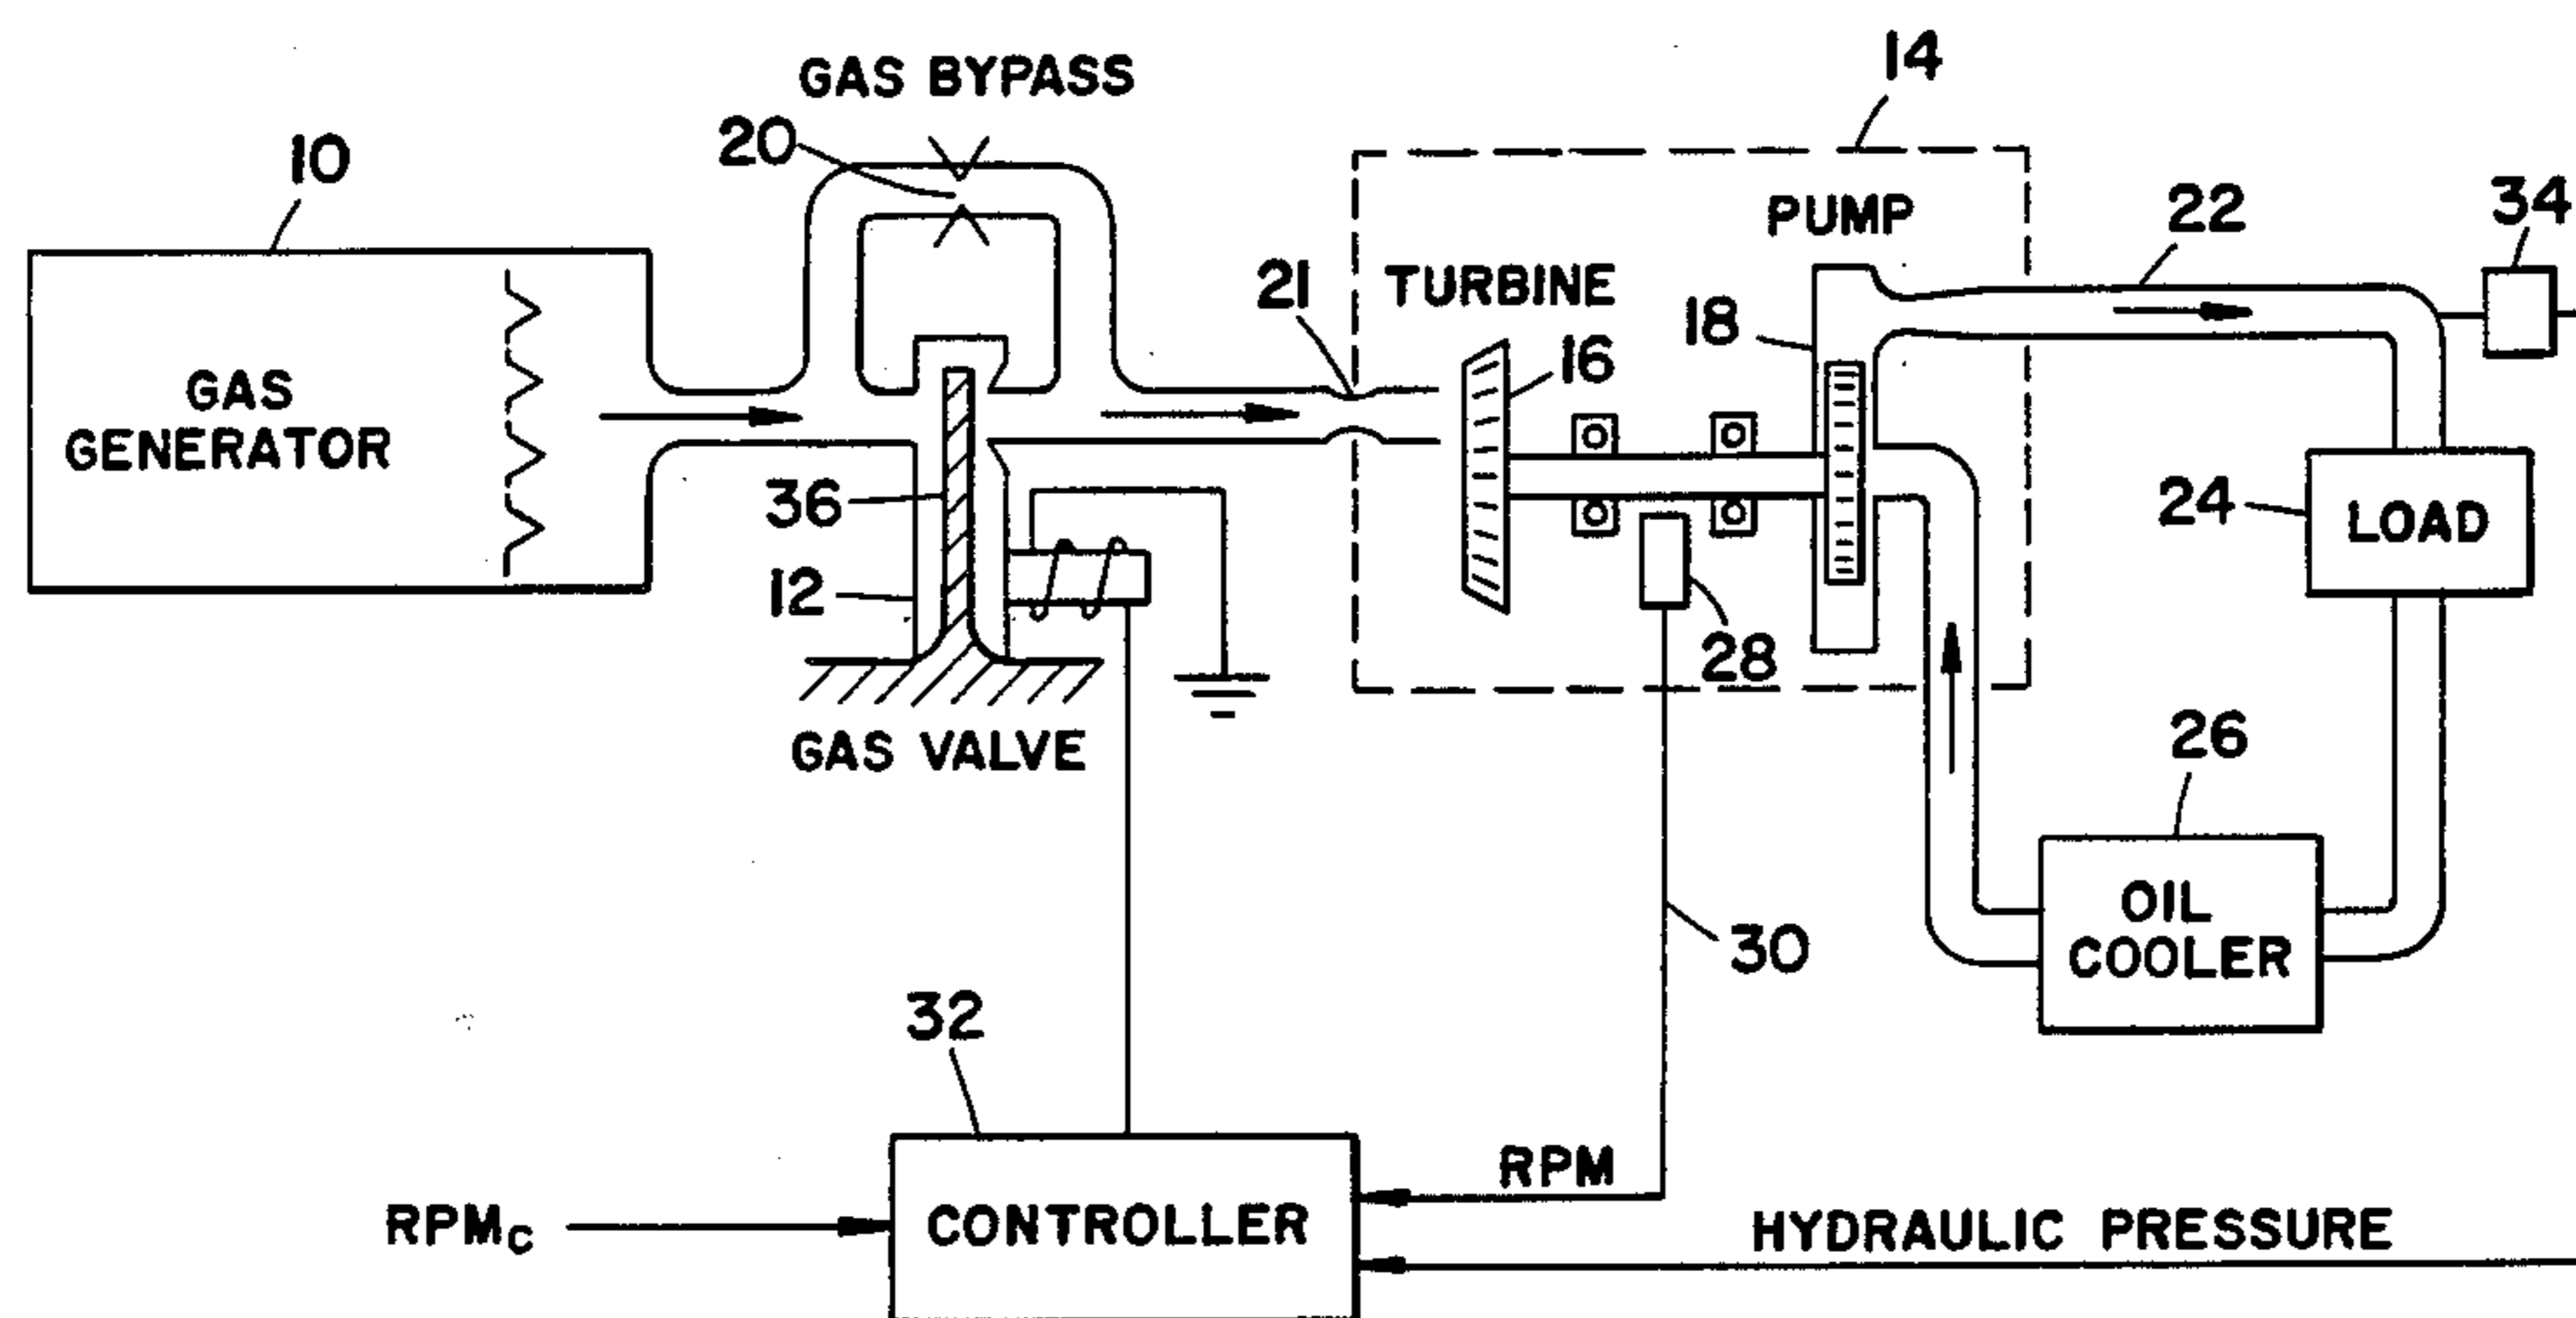 14
GAS BYPASS
20
10
34
22
PUMP
21
TURBINE
18
16
GAS
GENERATOR
36
24
LOAD
12
28
26
GAS VALVE
OIL
COOLER
30
32
RPM
RPMc
CONTROLLER
HYDRAULIC PRESSURE